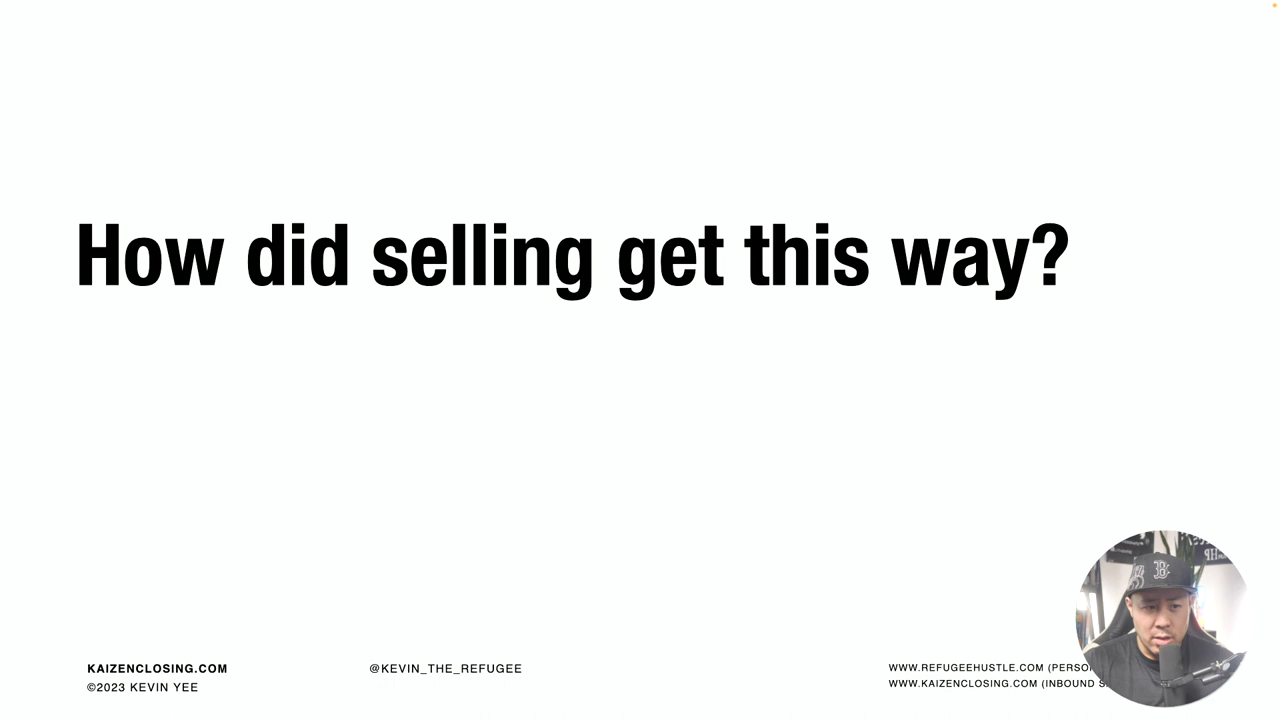 How did selling get this way?
KAIZENCLOSING.COM
©2023 KEVIN YEE
@KEVIN_THE_REFUGEE
WWW.REFUGEEHUSTLE.COM
WWW.KAIZENCLOSING.COM (INBOUND